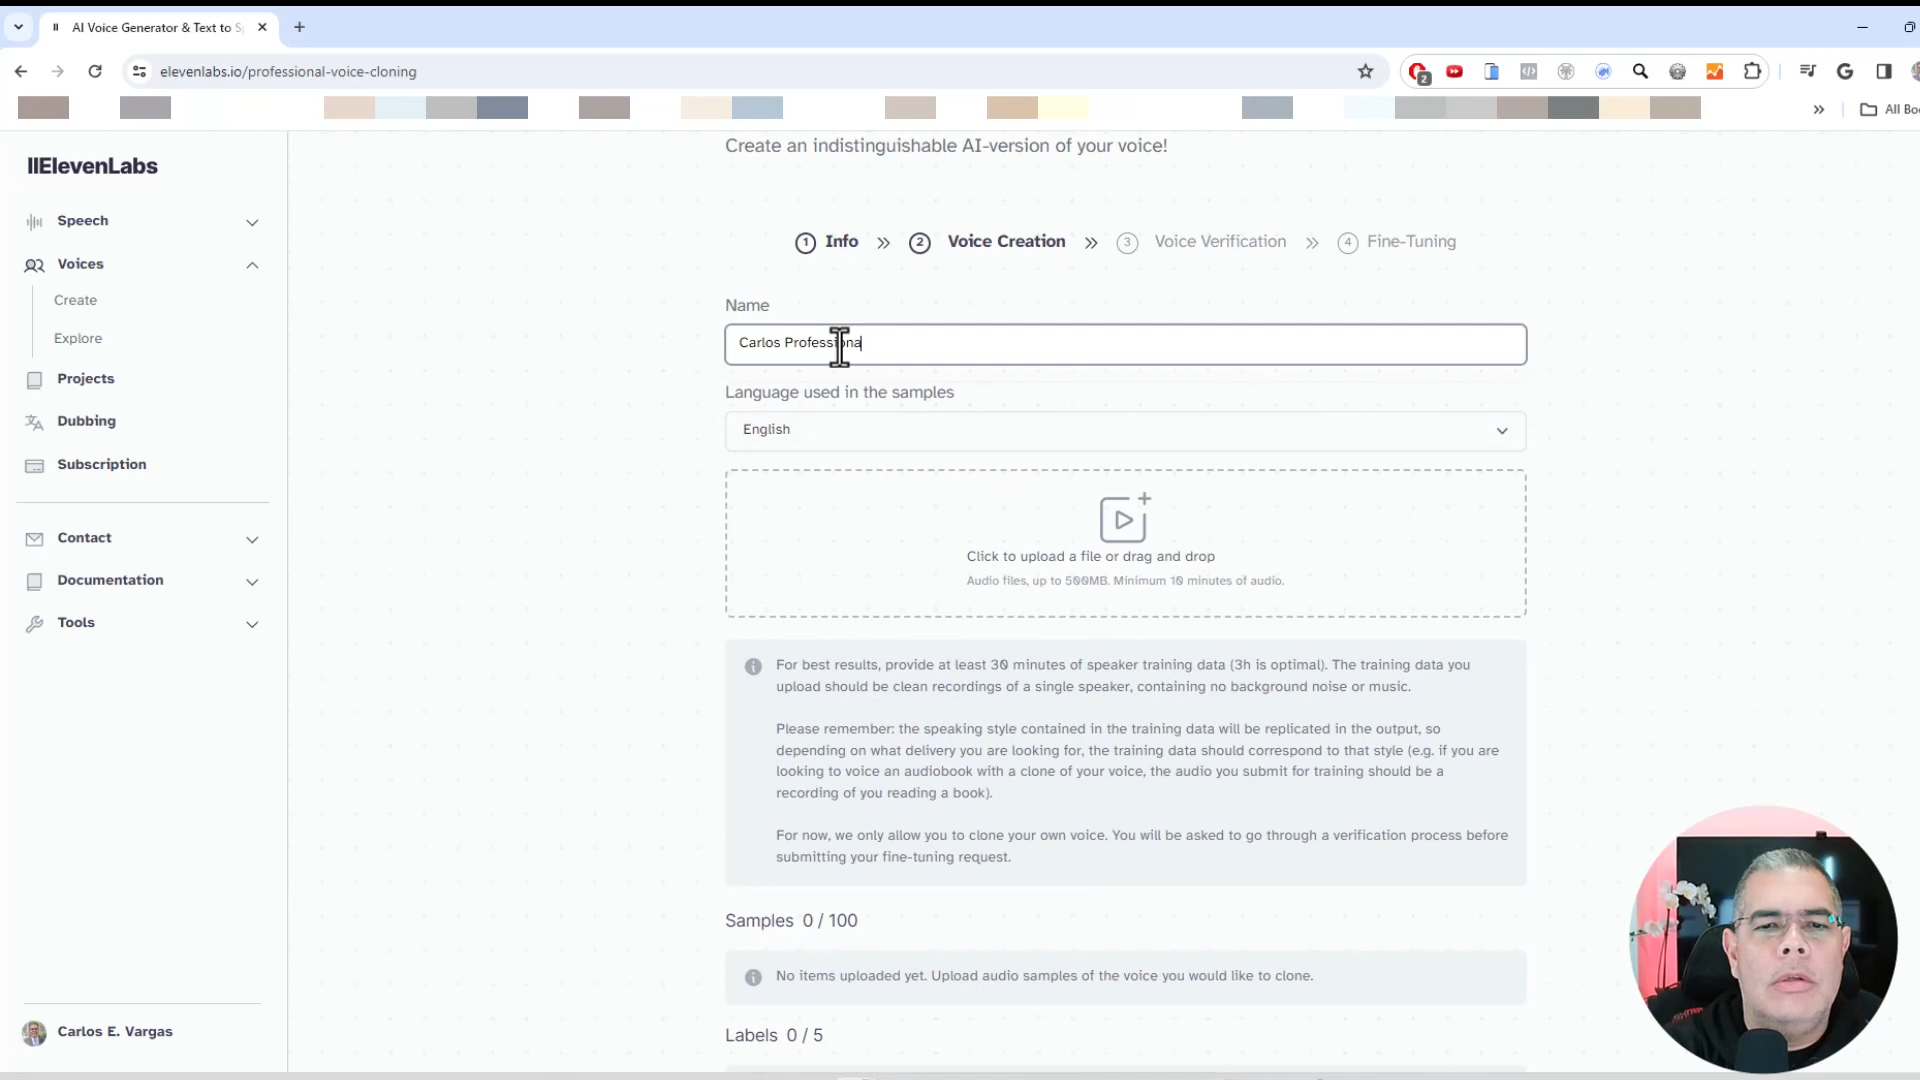 AI Voice Generator & Text to S
elevenlabs.io/professional-voice-cloning
2
All Boo
IIElevenLabs
Speech
Voices
Create
Explore
Projects
Dubbing
Subscription
Contact
Documentation
Tools
Carlos E. Vargas
Create an indistinguishable AI-version of your voice!
1 Info » 2 Voice Creation » 3 Voice Verification » 4 Fine-Tuning
Name
Carlos Professiona
Language used in the samples
English
Click to upload a file or drag and drop
Audio files, up to 500MB. Minimum 10 minutes of audio.
For best results, provide at least 30 minutes of speaker training data (3h is optimal). The training data you
upload should be clean recordings of a single speaker, containing no background noise or music.
Please remember: the speaking style contained in the training data will be replicated in the output, so
depending on what delivery you are looking for, the training data should correspond to that style (e.g. if you are
looking to voice an audiobook with a clone of your voice, the audio you submit for training should be a
recording of you reading a book).
For now, we only allow you to clone your own voice. You will be asked to go through a verification process before
submitting your fine-tuning request.
Samples 0 / 100
No items uploaded yet. Upload audio samples of the voice you would like to clone.
Labels 0 / 5